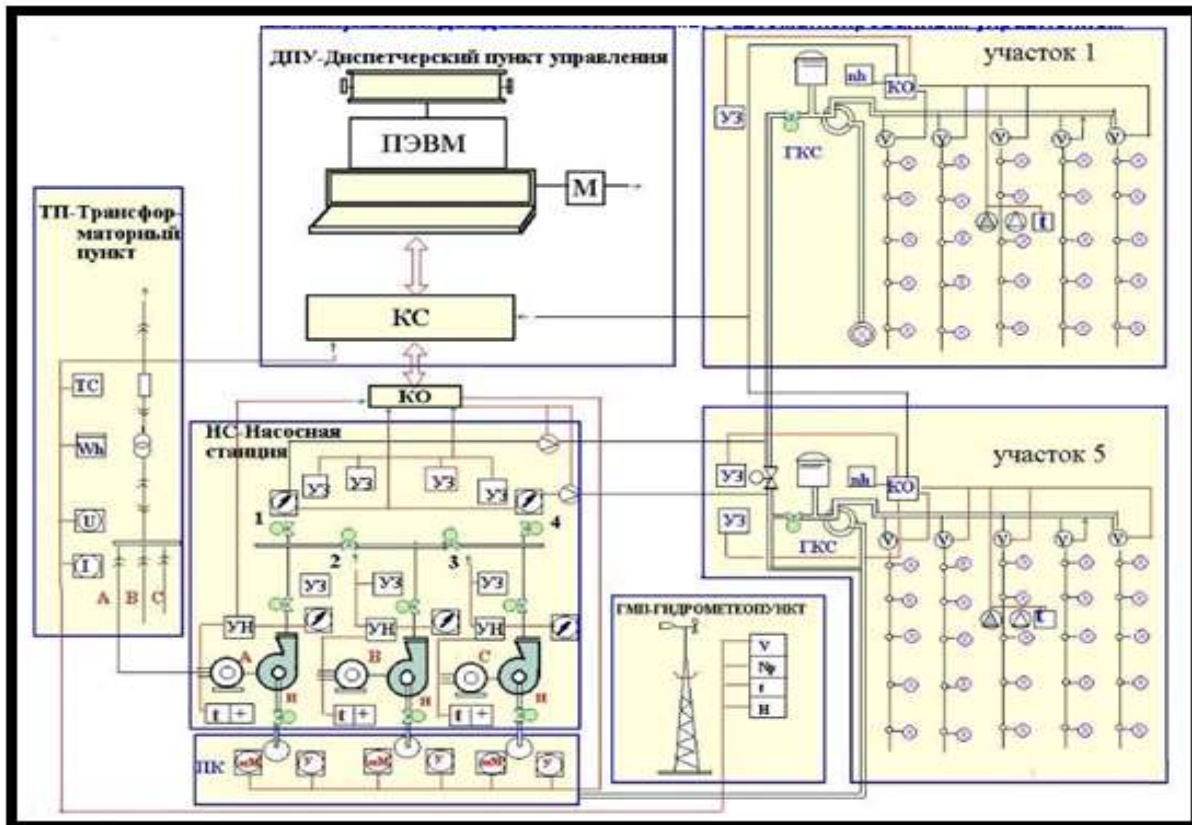 ДПУ-Диспетчерский пункт управления
ПЭВМ
М
КС
КО
ТП-Трансфор-
маторный
пункт
TC
Wh
U
I
А
В
С
НС-Насосная
станция
УЗ
УЗ
УЗ
УЗ
1
4
2
3
УЗ
УЗ
УН
УН
УН
А
В
С
н
н
н
t +
t +
t +
ПК
У
У
У
участок 1
nh
КО
УЗ
ГКС
V
V
V
V
V
t
участок 5
УЗ
nh
КО
УЗ
ГКС
V
V
V
V
V
t
ГМП-ГИДРОМЕТЕОПУНКТ
V
Np
t
H